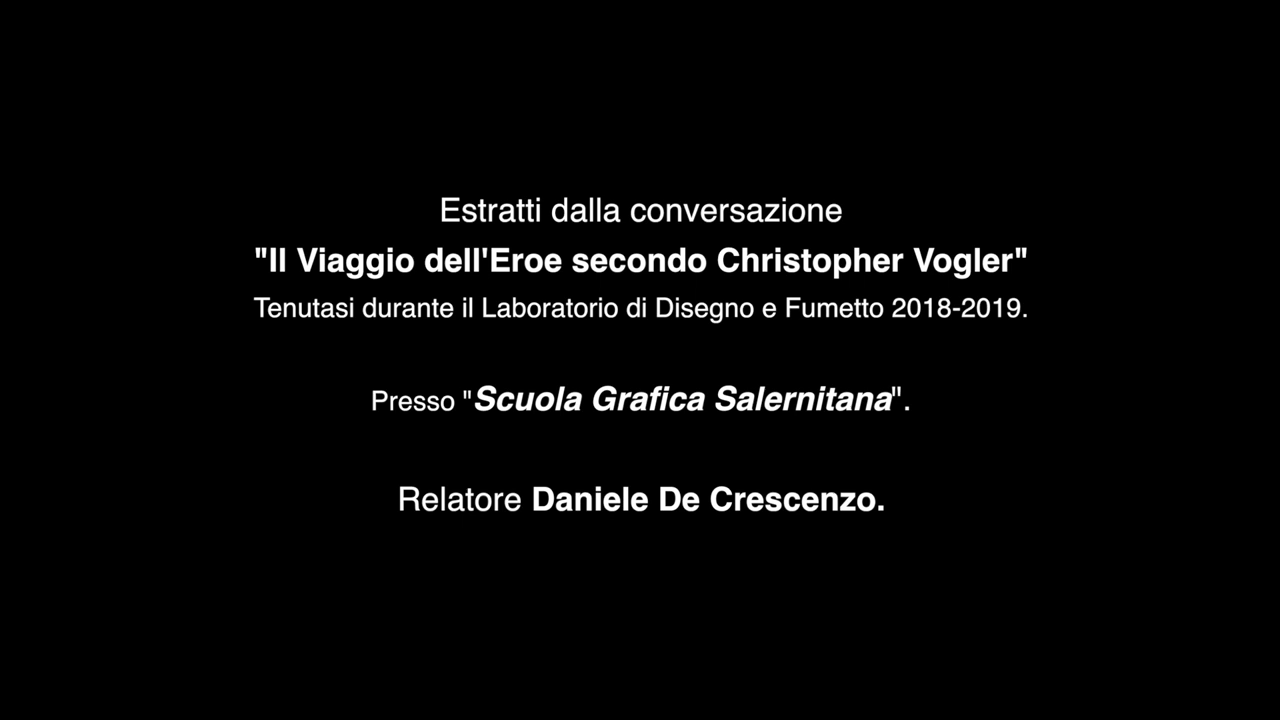 Estratti dalla conversazione
"Il Viaggio dell'Eroe secondo Christopher Vogler"
Tenutasi durante il Laboratorio di Disegno e Fumetto 2018-2019.
Presso "Scuola Grafica Salernitana".
Relatore Daniele De Crescenzo.